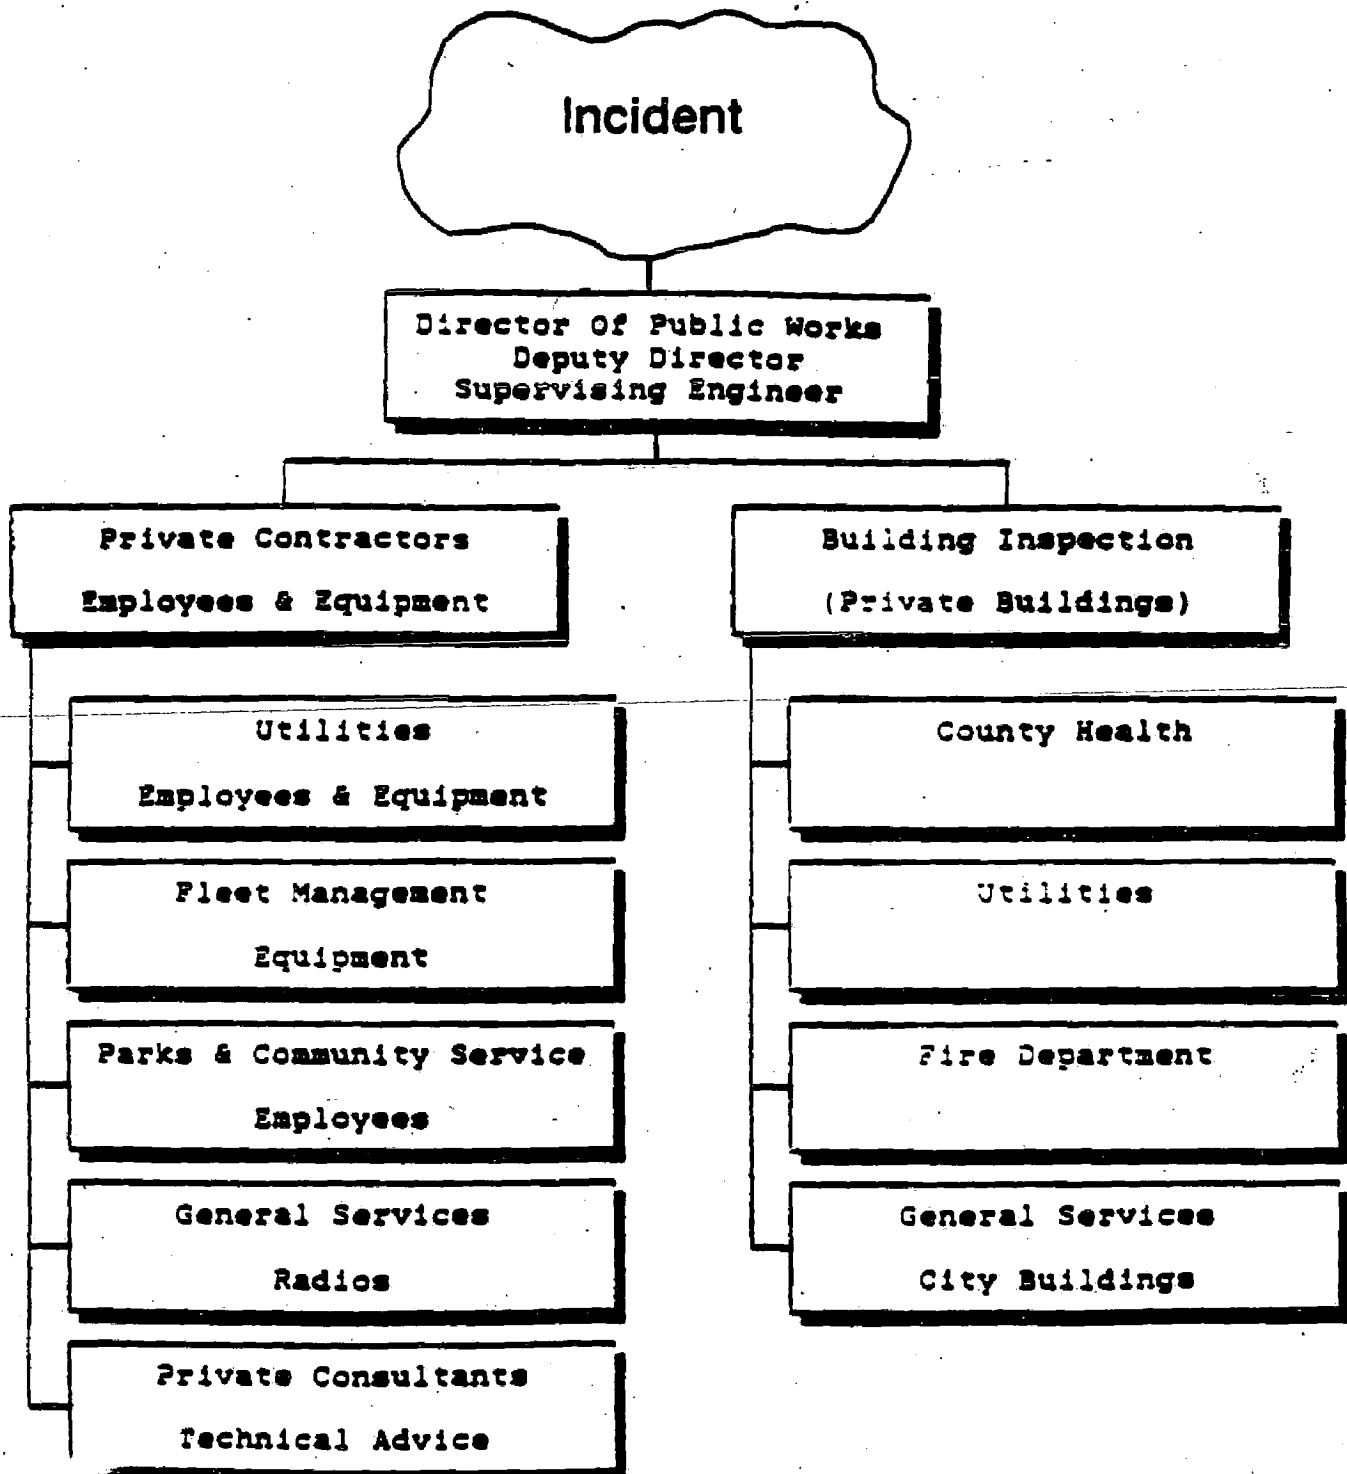 Incident
Director Of Public Works
Deputy Director
Supervising Engineer
Private Contractors
Employees & Equipment
Utilities
Employees & Equipment
Fleet Management
Equipment
Parks & Community Service
Employees
General Services
Radios
Private Consultants
Technical Advice
Building Inspection
(Private Buildings)
County Health
Utilities
Fire Department
General Services
City Buildings